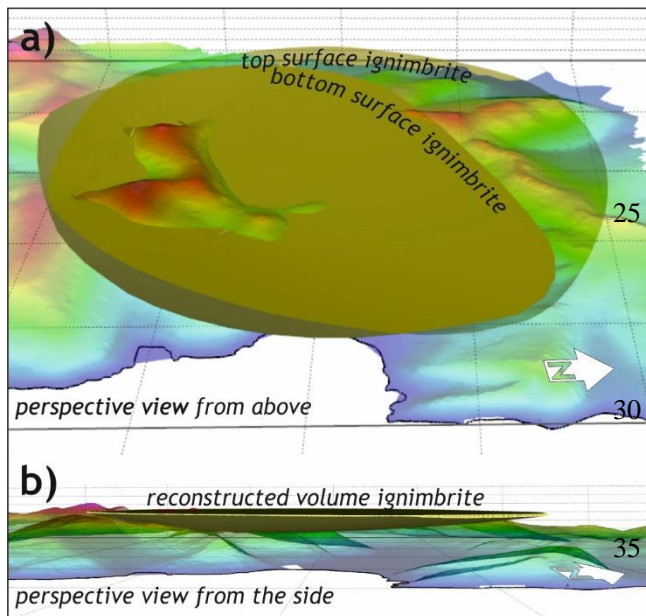 a)
top surface ignimbrite
bottom surface ignimbrite
25
N
perspective view from above
30
b)
reconstructed volume ignimbrite
35
N
perspective view from the side